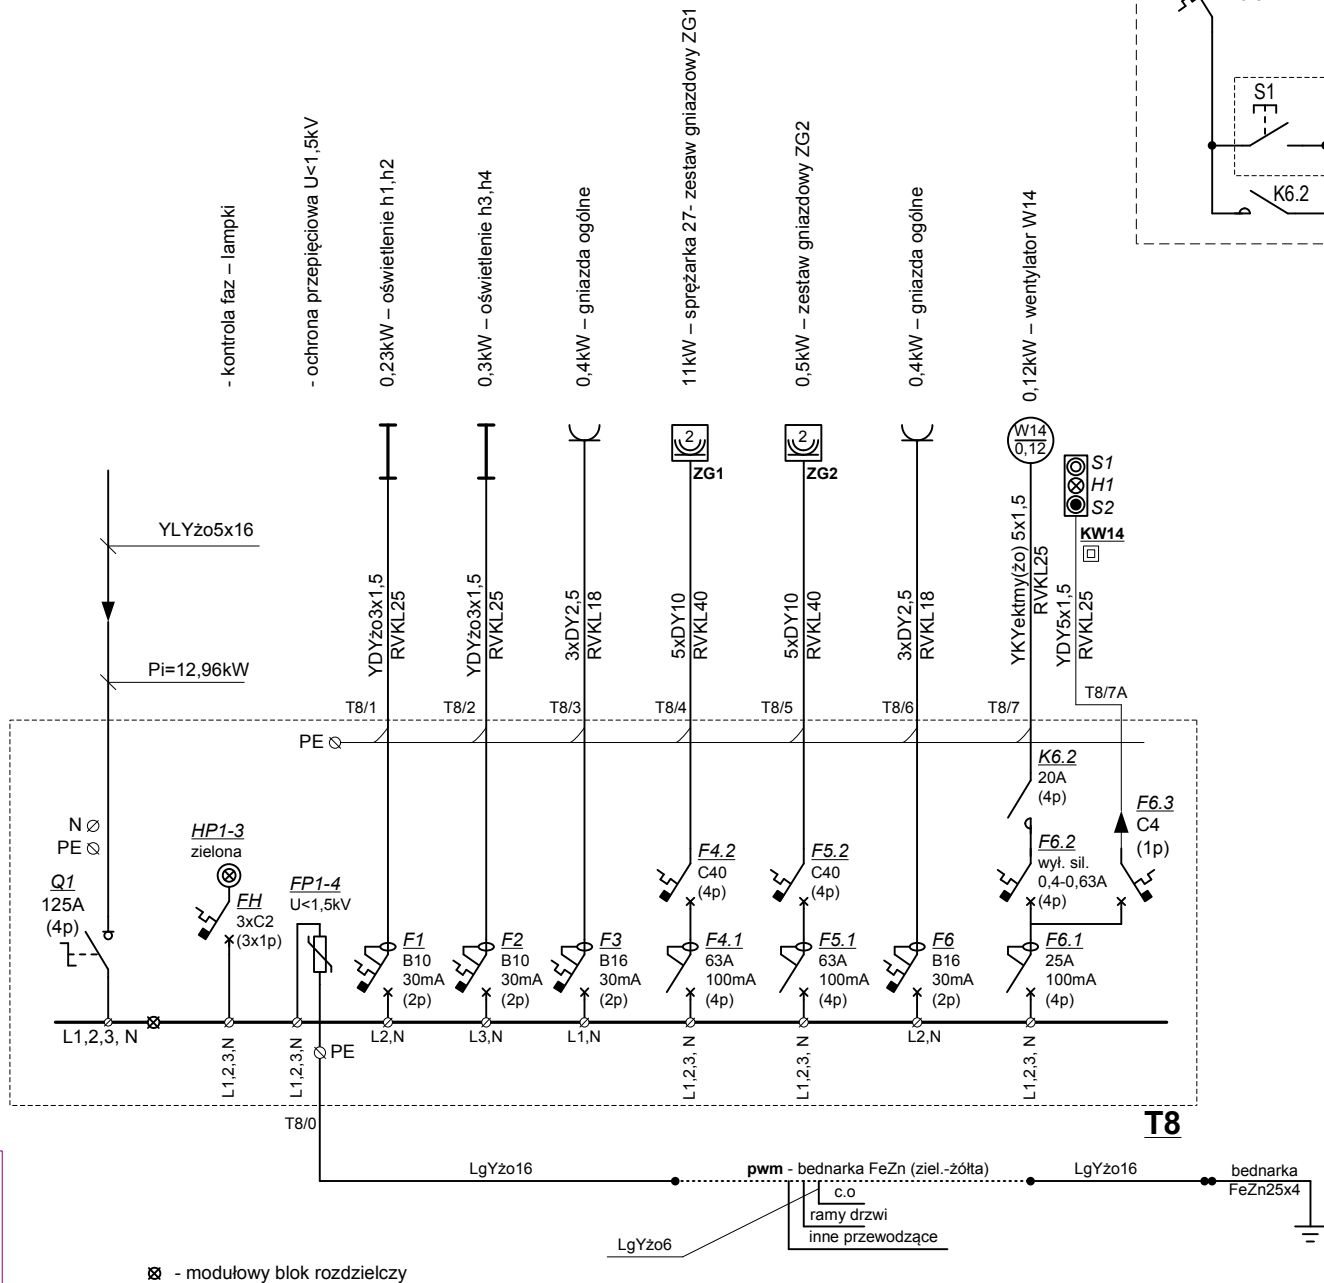 S1
K6.2
- kontrola faz – lampki
- ochrona przepięciowa U<1,5kV
0,23kW – oświetlenie h1,h2
0,3kW – oświetlenie h3,h4
0,4kW – gniazda ogólne
11kW – sprężarka 27- zestaw gniazdowy ZG1
0,5kW – zestaw gniazdowy ZG2
0,4kW – gniazda ogólne
0,12kW – wentylator W14
2
ZG1
2
ZG2
W14
0,12
S1
H1
S2
KW14
YLYżo5x16
Pi=12,96kW
YDYżo3x1,5
RVKL25
YDYżo3x1,5
RVKL25
3xDY2,5
RVKL18
5xDY10
RVKL40
5xDY10
RVKL40
3xDY2,5
RVKL18
YKYektmy(żo) 5x1,5
RVKL25
YDY5x1,5
RVKL25
T8/1
T8/2
T8/3
T8/4
T8/5
T8/6
T8/7
T8/7A
PE
N
PE
Q1
125A
(4p)
HP1-3
zielona
FH
3xC2
(3x1p)
FP1-4
U<1,5kV
F1
B10
30mA
(2p)
F2
B10
30mA
(2p)
F3
B16
30mA
(2p)
F4.2
C40
(4p)
F4.1
63A
100mA
(4p)
F5.2
C40
(4p)
F5.1
63A
100mA
(4p)
F6
B16
30mA
(2p)
K6.2
20A
(4p)
F6.2
wył. sil.
0,4-0,63A
(4p)
F6.1
25A
100mA
(4p)
F6.3
C4
(1p)
L1,2,3, N
L1,2,3,N
L1,2,3,N
PE
L2,N
L3,N
L1,N
L1,2,3, N
L1,2,3, N
L2,N
L1,2,3, N
T8/0
T8
LgYżo16
pwm - bednarka FeZn (ziel.-żółta)
LgYżo16
bednarka
FeZn25x4
c.o
ramy drzwi
inne przewodzące
LgYżo6
- modułowy blok rozdzielczy